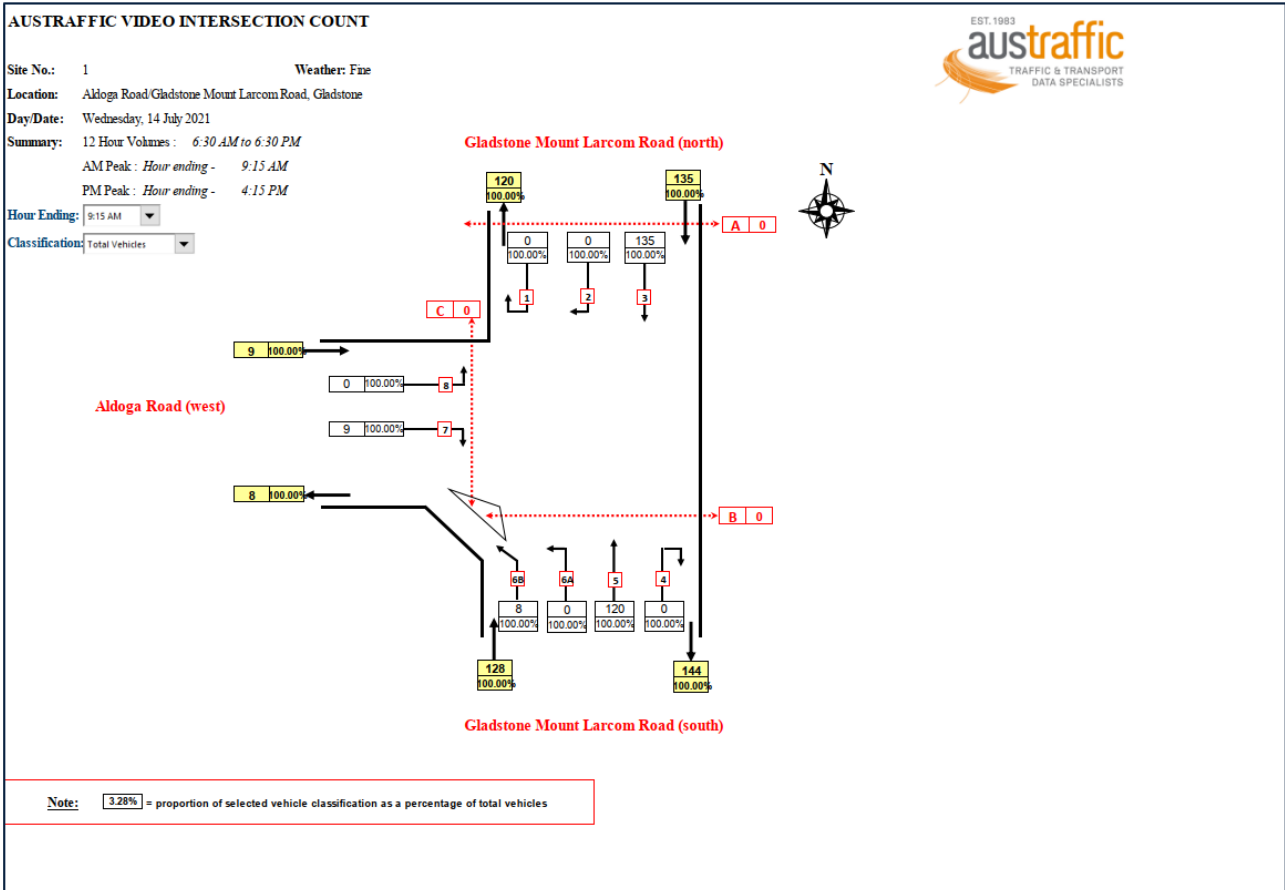 AUSTRAFFIC VIDEO INTERSECTION COUNT
EST. 1983
austraffic
TRAFFIC & TRANSPORT
DATA SPECIALISTS
Site No.: 1 Weather: Fine
Location: Aldoga Road/Gladstone Mount Larcom Road, Gladstone
Day/Date: Wednesday, 14 July 2021
Summary: 12 Hour Volumes : 6:30 AM to 6:30 PM
AM Peak : Hour ending - 9:15 AM
PM Peak : Hour ending - 4:15 PM
Hour Ending: 9:15 AM
Classification: Total Vehicles
Gladstone Mount Larcom Road (north)
N
120 135
100.00% 100.00%
A 0
0 0 135
100.00% 100.00% 100.00%
1 2 3
C 0
9 100.00%
0 100.00% 8
Aldoga Road (west)
9 100.00% 7
8 100.00%
B 0
6B 6A 5 4
8 0 120 0
100.00% 100.00% 100.00% 100.00%
128 144
100.00% 100.00%
Gladstone Mount Larcom Road (south)
Note: 3.28% = proportion of selected vehicle classification as a percentage of total vehicles